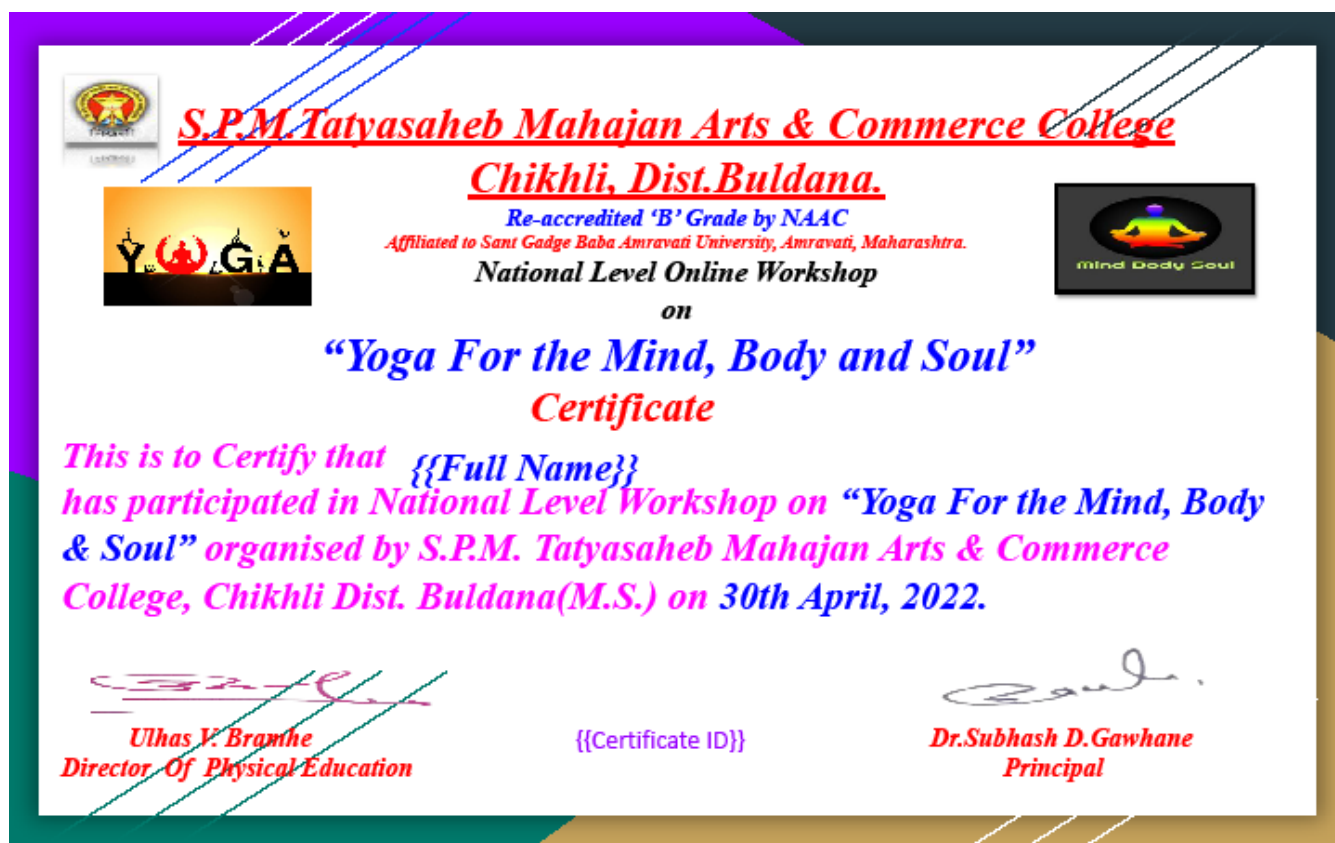 S.P.M.Tatyasaheb Mahajan Arts & Commerce College
Chikhli, Dist.Buldana.
Re-accredited ‘B’ Grade by NAAC
Affiliated to Sant Gadge Baba Amravati University, Amravati, Maharashtra.
YOGA
Mind Body Soul
National Level Online Workshop
on
“Yoga For the Mind, Body and Soul”
Certificate
This is to Certify that {{Full Name}}
has participated in National Level Workshop on “Yoga For the Mind, Body
& Soul” organised by S.P.M. Tatyasaheb Mahajan Arts & Commerce
College, Chikhli Dist. Buldana(M.S.) on 30th April, 2022.
Ulhas V. Bramhe
Director Of Physical Education
{{Certificate ID}}
Dr.Subhash D.Gawhane
Principal